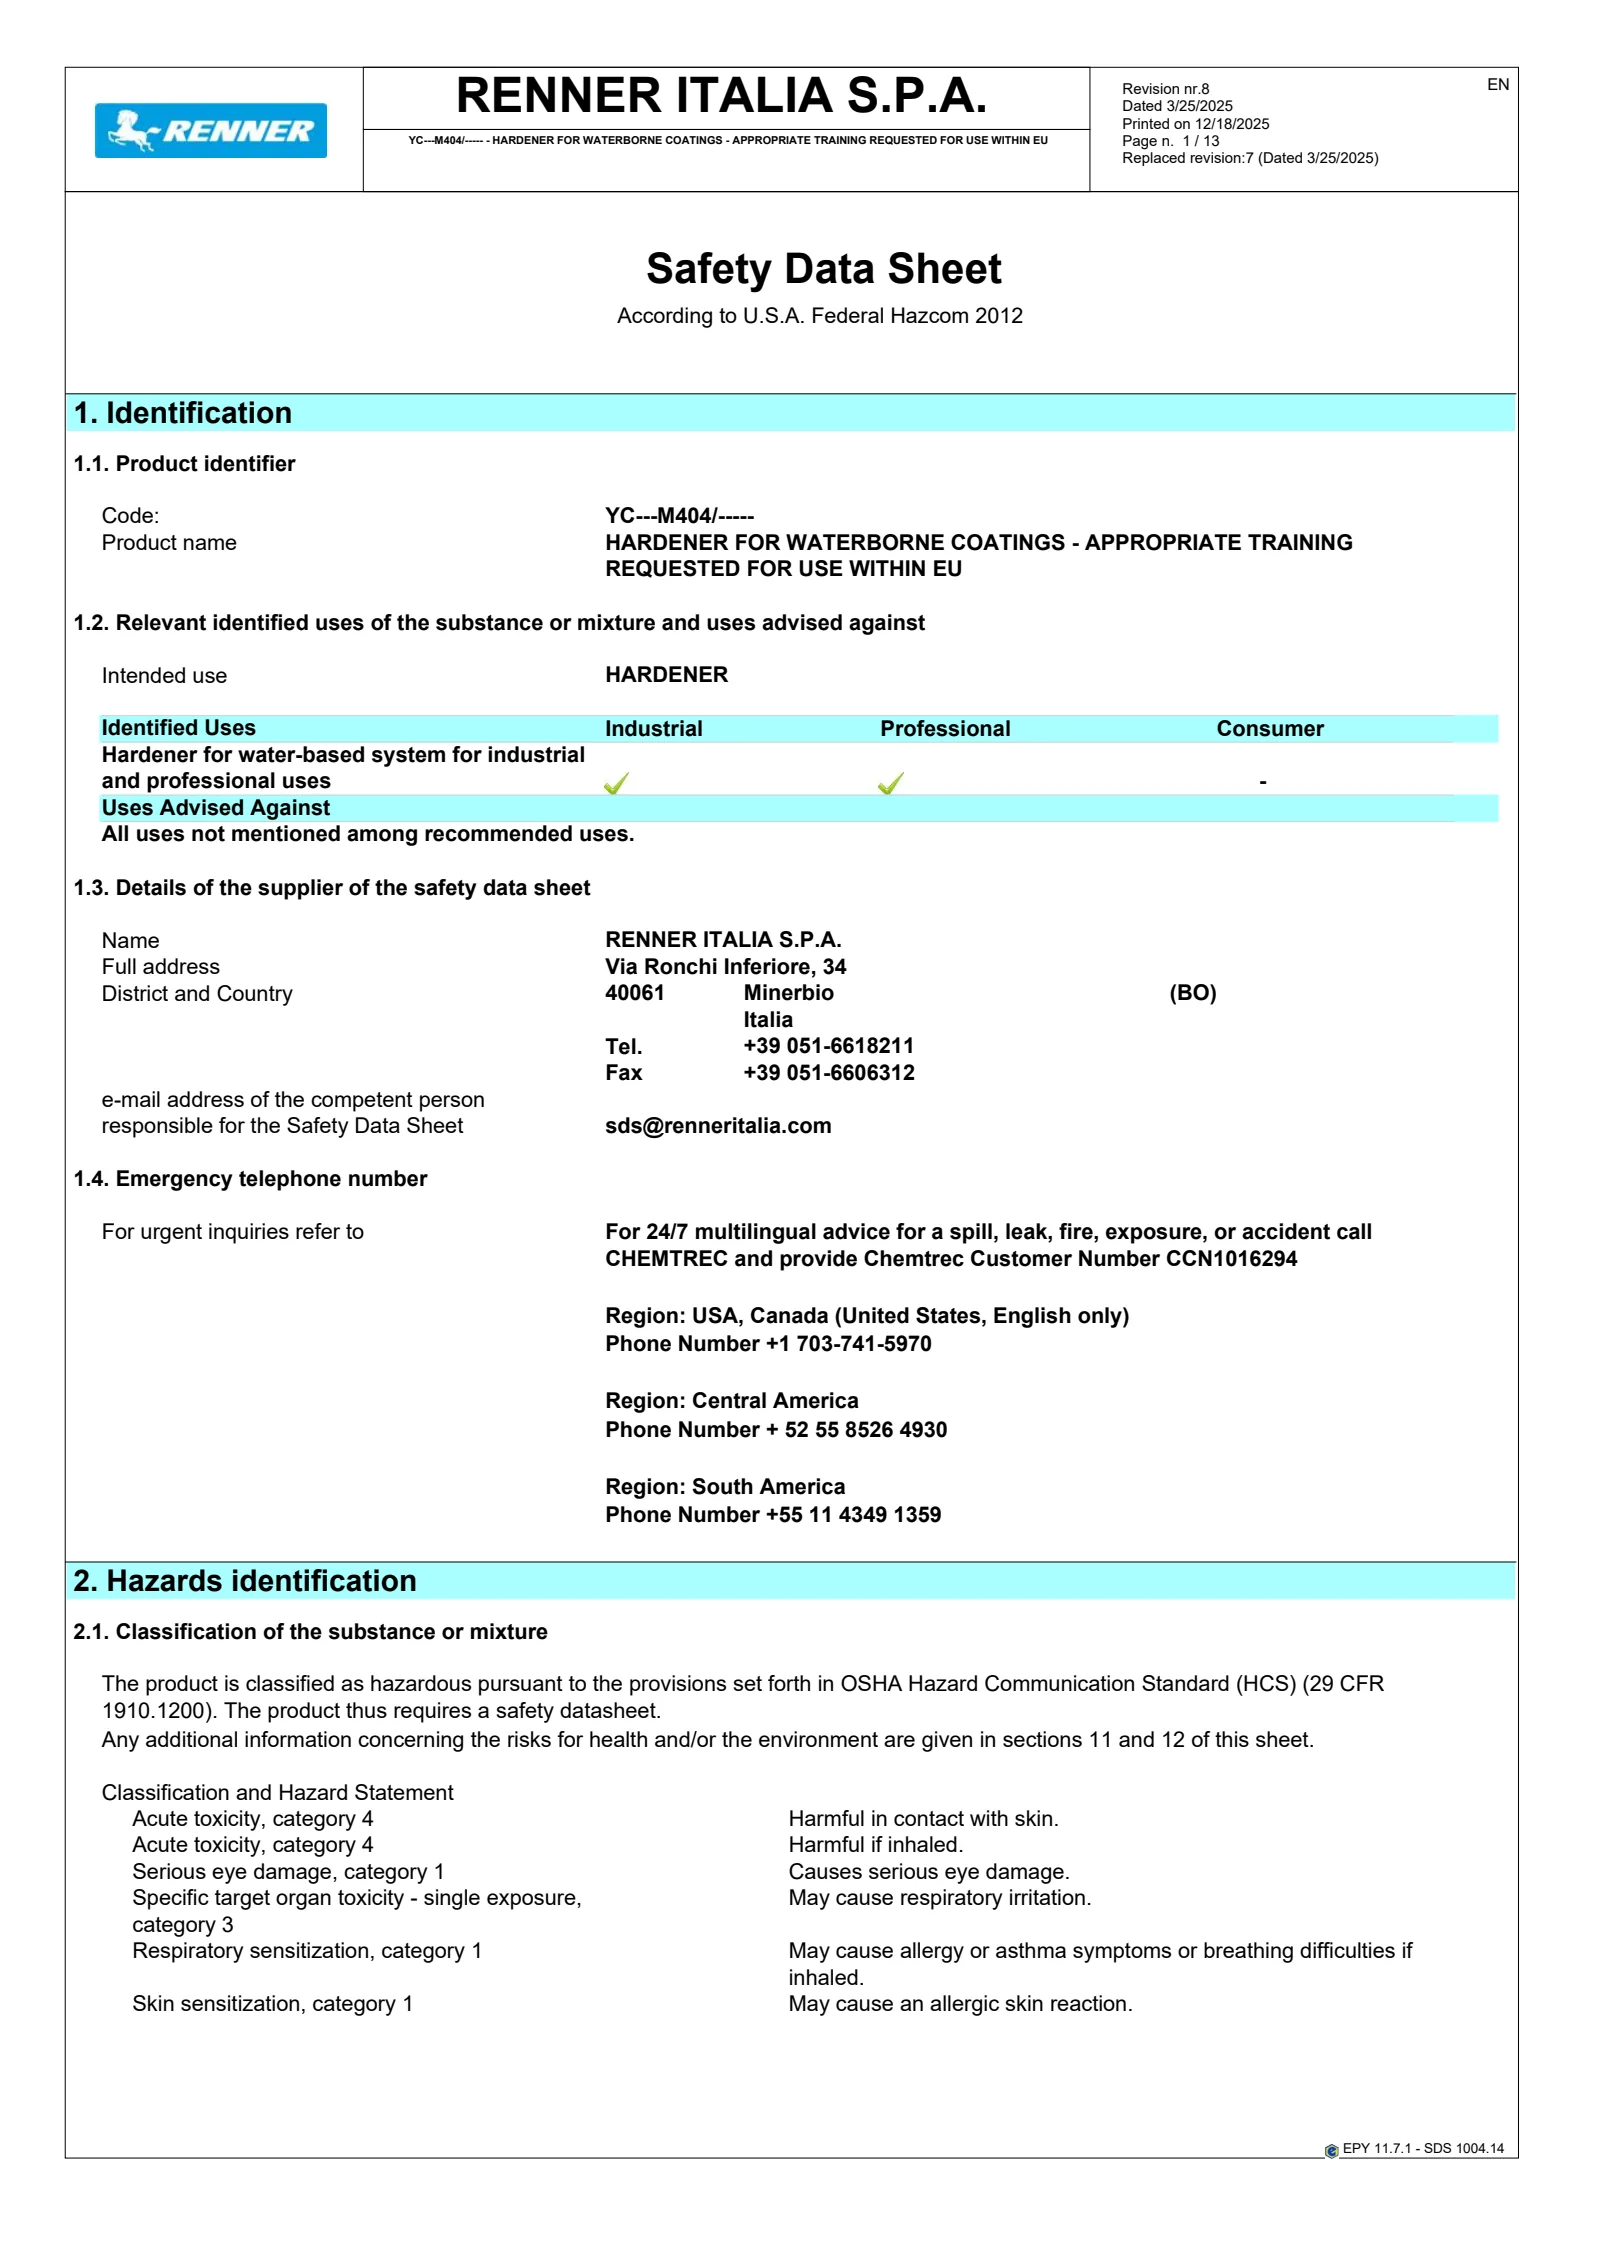 RENNER
RENNER ITALIA S.P.A.
YC---M404/----- - HARDENER FOR WATERBORNE COATINGS - APPROPRIATE TRAINING REQUESTED FOR USE WITHIN EU
EN
Revision nr.8
Dated 3/25/2025
Printed on 12/18/2025
Page n. 1 / 13
Replaced revision:7 (Dated 3/25/2025)
Safety Data Sheet
According to U.S.A. Federal Hazcom 2012
1. Identification
1.1. Product identifier
Code: YC---M404/-----
Product name HARDENER FOR WATERBORNE COATINGS - APPROPRIATE TRAINING
REQUESTED FOR USE WITHIN EU
1.2. Relevant identified uses of the substance or mixture and uses advised against
Intended use HARDENER
Identified Uses Industrial Professional Consumer
Hardener for water-based system for industrial
and professional uses ✓ ✓ -
Uses Advised Against
All uses not mentioned among recommended uses.
1.3. Details of the supplier of the safety data sheet
Name RENNER ITALIA S.P.A.
Full address Via Ronchi Inferiore, 34
District and Country 40061 Minerbio (BO)
Italia
Tel. +39 051-6618211
Fax +39 051-6606312
e-mail address of the competent person
responsible for the Safety Data Sheet sds@renneritalia.com
1.4. Emergency telephone number
For urgent inquiries refer to For 24/7 multilingual advice for a spill, leak, fire, exposure, or accident call
CHEMTREC and provide Chemtrec Customer Number CCN1016294
Region: USA, Canada (United States, English only)
Phone Number +1 703-741-5970
Region: Central America
Phone Number + 52 55 8526 4930
Region: South America
Phone Number +55 11 4349 1359
2. Hazards identification
2.1. Classification of the substance or mixture
The product is classified as hazardous pursuant to the provisions set forth in OSHA Hazard Communication Standard (HCS) (29 CFR
1910.1200). The product thus requires a safety datasheet.
Any additional information concerning the risks for health and/or the environment are given in sections 11 and 12 of this sheet.
Classification and Hazard Statement
Acute toxicity, category 4 Harmful in contact with skin.
Acute toxicity, category 4 Harmful if inhaled.
Serious eye damage, category 1 Causes serious eye damage.
Specific target organ toxicity - single exposure, May cause respiratory irritation.
category 3
Respiratory sensitization, category 1 May cause allergy or asthma symptoms or breathing difficulties if
inhaled.
Skin sensitization, category 1 May cause an allergic skin reaction.
EPY 11.7.1 - SDS 1004.14